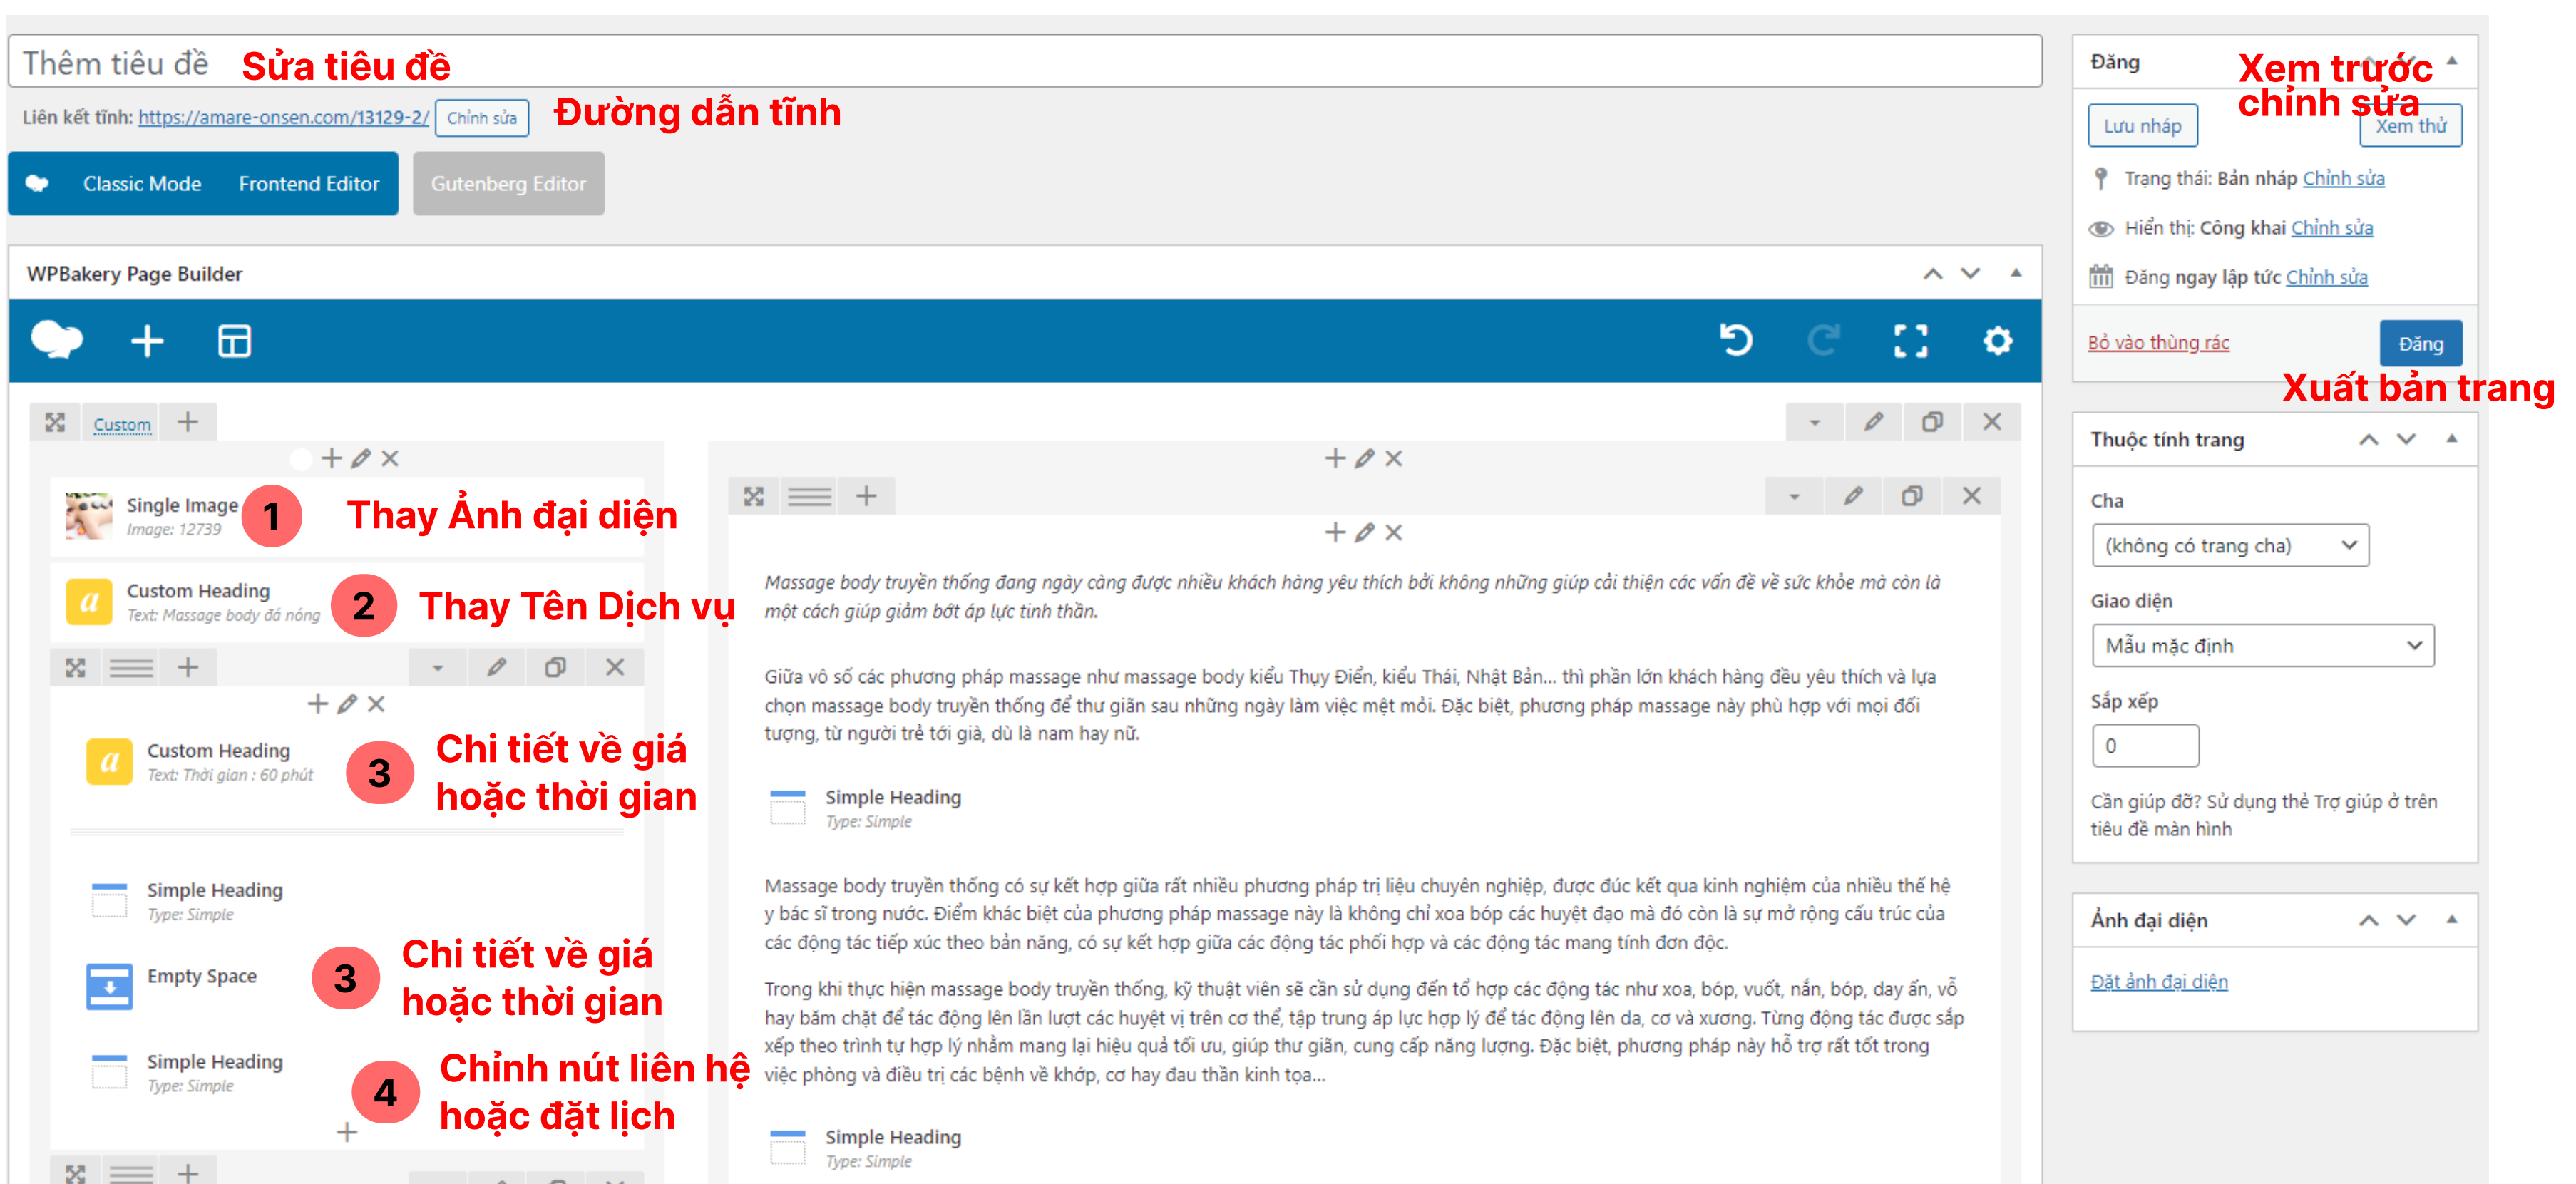 Thêm tiêu đề Sửa tiêu đề
Liên kết tĩnh: https://amare-onsen.com/13129-2/ Chỉnh sửa Đường dẫn tĩnh
Classic Mode Frontend Editor Gutenberg Editor
WPBakery Page Builder
Custom
Single Image
Image: 12739
1 Thay Ảnh đại diện
Custom Heading
Text: Massage body đá nóng
2 Thay Tên Dịch vụ
Custom Heading
Text: Thời gian : 60 phút
3 Chi tiết về giá
hoặc thời gian
Simple Heading
Type: Simple
Empty Space
3 Chi tiết về giá
hoặc thời gian
Simple Heading
Type: Simple
4 Chỉnh nút liên hệ
hoặc đặt lịch
Massage body truyền thống đang ngày càng được nhiều khách hàng yêu thích bởi không những giúp cải thiện các vấn đề về sức khỏe mà còn là
một cách giúp giảm bớt áp lực tinh thần.
Giữa vô số các phương pháp massage như massage body kiểu Thụy Điển, kiểu Thái, Nhật Bản... thì phần lớn khách hàng đều yêu thích và lựa
chọn massage body truyền thống để thư giãn sau những ngày làm việc mệt mỏi. Đặc biệt, phương pháp massage này phù hợp với mọi đối
tượng, từ người trẻ tới già, dù là nam hay nữ.
Simple Heading
Type: Simple
Massage body truyền thống có sự kết hợp giữa rất nhiều phương pháp trị liệu chuyên nghiệp, được đúc kết qua kinh nghiệm của nhiều thế hệ
y bác sĩ trong nước. Điểm khác biệt của phương pháp massage này là không chỉ xoa bóp các huyệt đạo mà đó còn là sự mở rộng cấu trúc của
các động tác tiếp xúc theo bản năng, có sự kết hợp giữa các động tác phối hợp và các động tác mang tính đơn độc.
Trong khi thực hiện massage body truyền thống, kỹ thuật viên sẽ cần sử dụng đến tổ hợp các động tác như xoa, bóp, vuốt, nắn, bóp, day ấn, vỗ
hay băm chặt để tác động lên lần lượt các huyệt vị trên cơ thể, tập trung áp lực hợp lý để tác động lên da, cơ và xương. Từng động tác được sắp
xếp theo trình tự hợp lý nhằm mang lại hiệu quả tối ưu, giúp thư giãn, cung cấp năng lượng. Đặc biệt, phương pháp này hỗ trợ rất tốt trong
việc phòng và điều trị các bệnh về khớp, cơ hay đau thần kinh tọa...
Simple Heading
Type: Simple
Đăng
Xem trước
chỉnh sửa
Lưu nháp Xem thử
Trạng thái: Bản nháp Chỉnh sửa
Hiển thị: Công khai Chỉnh sửa
Đăng ngay lập tức Chỉnh sửa
Bỏ vào thùng rác Đăng
Xuất bản trang
Thuộc tính trang
Cha
(không có trang cha)
Giao diện
Mẫu mặc định
Sắp xếp
0
Cần giúp đỡ? Sử dụng thẻ Trợ giúp ở trên
tiêu đề màn hình
Ảnh đại diện
Đặt ảnh đại diện